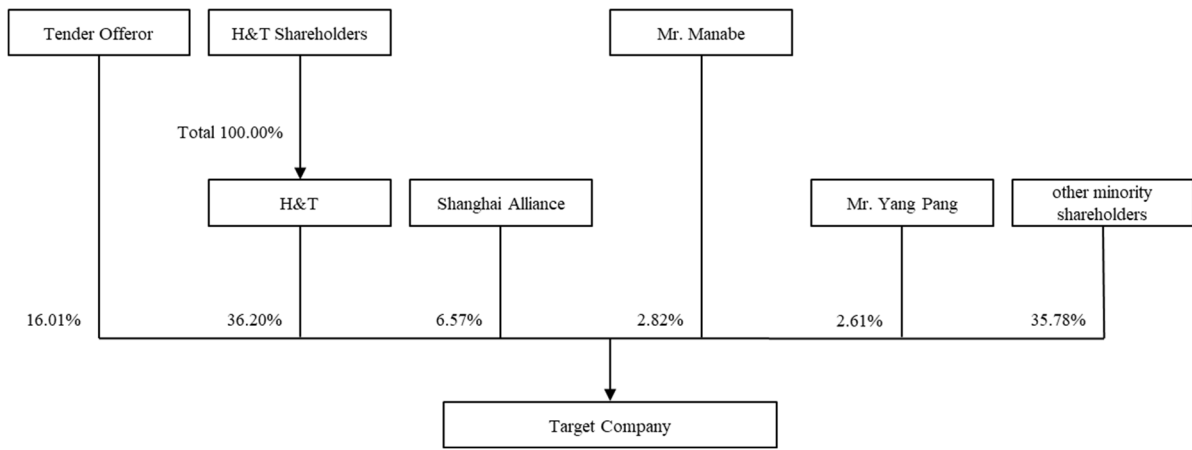 Tender Offeror
H&T Shareholders
Mr. Manabe
Total 100.00%
H&T
Shanghai Alliance
Mr. Yang Pang
other minority
shareholders
16.01%
36.20%
6.57%
2.82%
2.61%
35.78%
Target Company